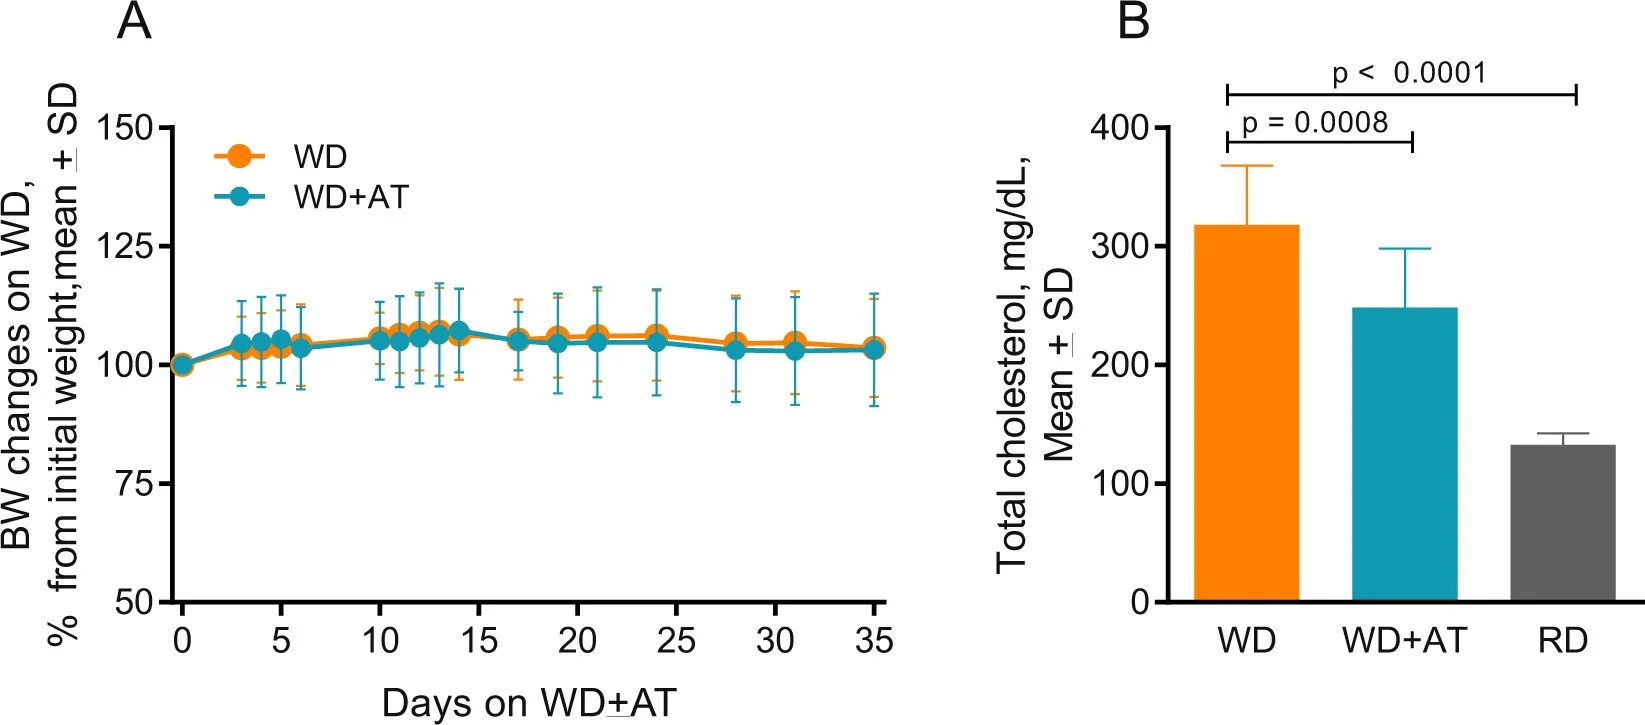 A
BW changes on WD,
% from initial weight,mean ± SD
150
125
100
75
50
WD
WD+AT
0 5 10 15 20 25 30 35
Days on WD±AT
B
Total cholesterol, mg/dL,
Mean ± SD
p < 0.0001
p = 0.0008
400
300
200
100
0
WD WD+AT RD